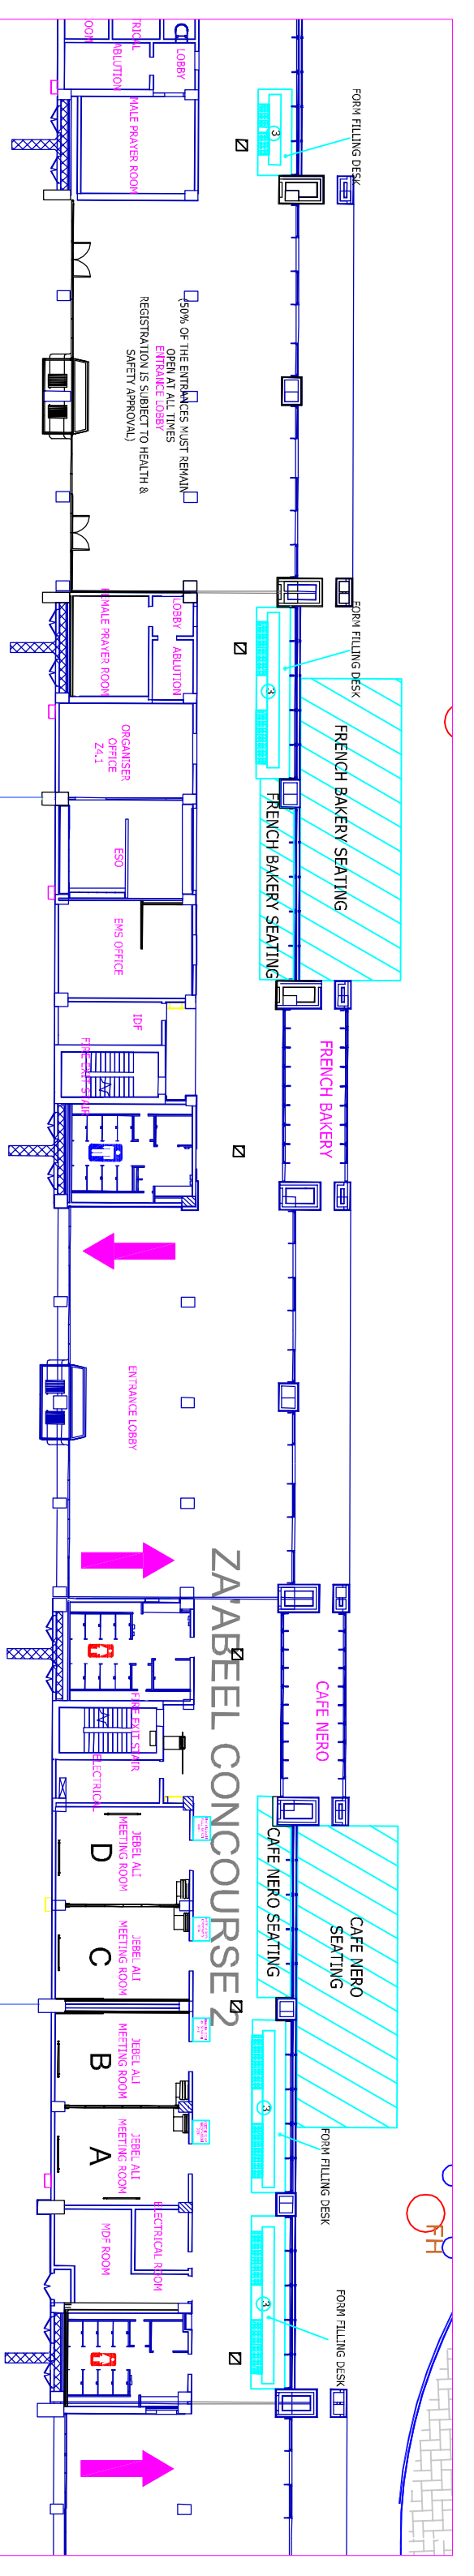 LOBBY
ABLUTION
MALE PRAYER ROOM
FORM FILLING DESK
3
(50% OF THE ENTRANCES MUST REMAIN
OPEN AT ALL TIMES
ENTRANCE LOBBY
REGISTRATION IS SUBJECT TO HEALTH &
SAFETY APPROVAL)
FORM FILLING DESK
3
LOBBY
ABLUTION
FEMALE PRAYER ROOM
ORGANISER
OFFICE
Z4.1
FRENCH BAKERY SEATING
FRENCH BAKERY SEATING
ESO
EMS OFFICE
IDF
FIRE EXIT STAIR
FRENCH BAKERY
ENTRANCE LOBBY
ZA'ABEEL CONCOURSE 2
CAFE NERO
FIRE EXIT STAIR
ELECTRICAL
JEBEL ALI
MEETING ROOM
D
CAFE NERO SEATING
CAFE NERO
SEATING
JEBEL ALI
MEETING ROOM
C
JEBEL ALI
MEETING ROOM
B
JEBEL ALI
MEETING ROOM
A
3
FORM FILLING DESK
FH
ELECTRICAL ROOM
MDF ROOM
3
FORM FILLING DESK